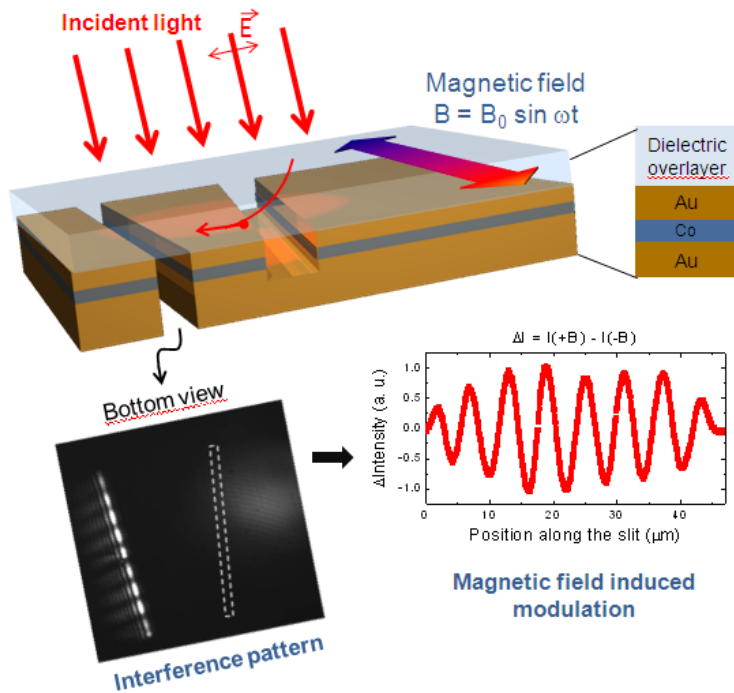 Incident light
E
Magnetic field
B = B₀ sin ωt
Dielectric
overlayer
Au
Co
Au
Bottom view
Interference pattern
ΔI = I(+B) - I(-B)
ΔIntensity (a. u.)
1.0
0.5
0.0
-0.5
-1.0
0 10 20 30 40
Position along the slit (μm)
Magnetic field induced
modulation